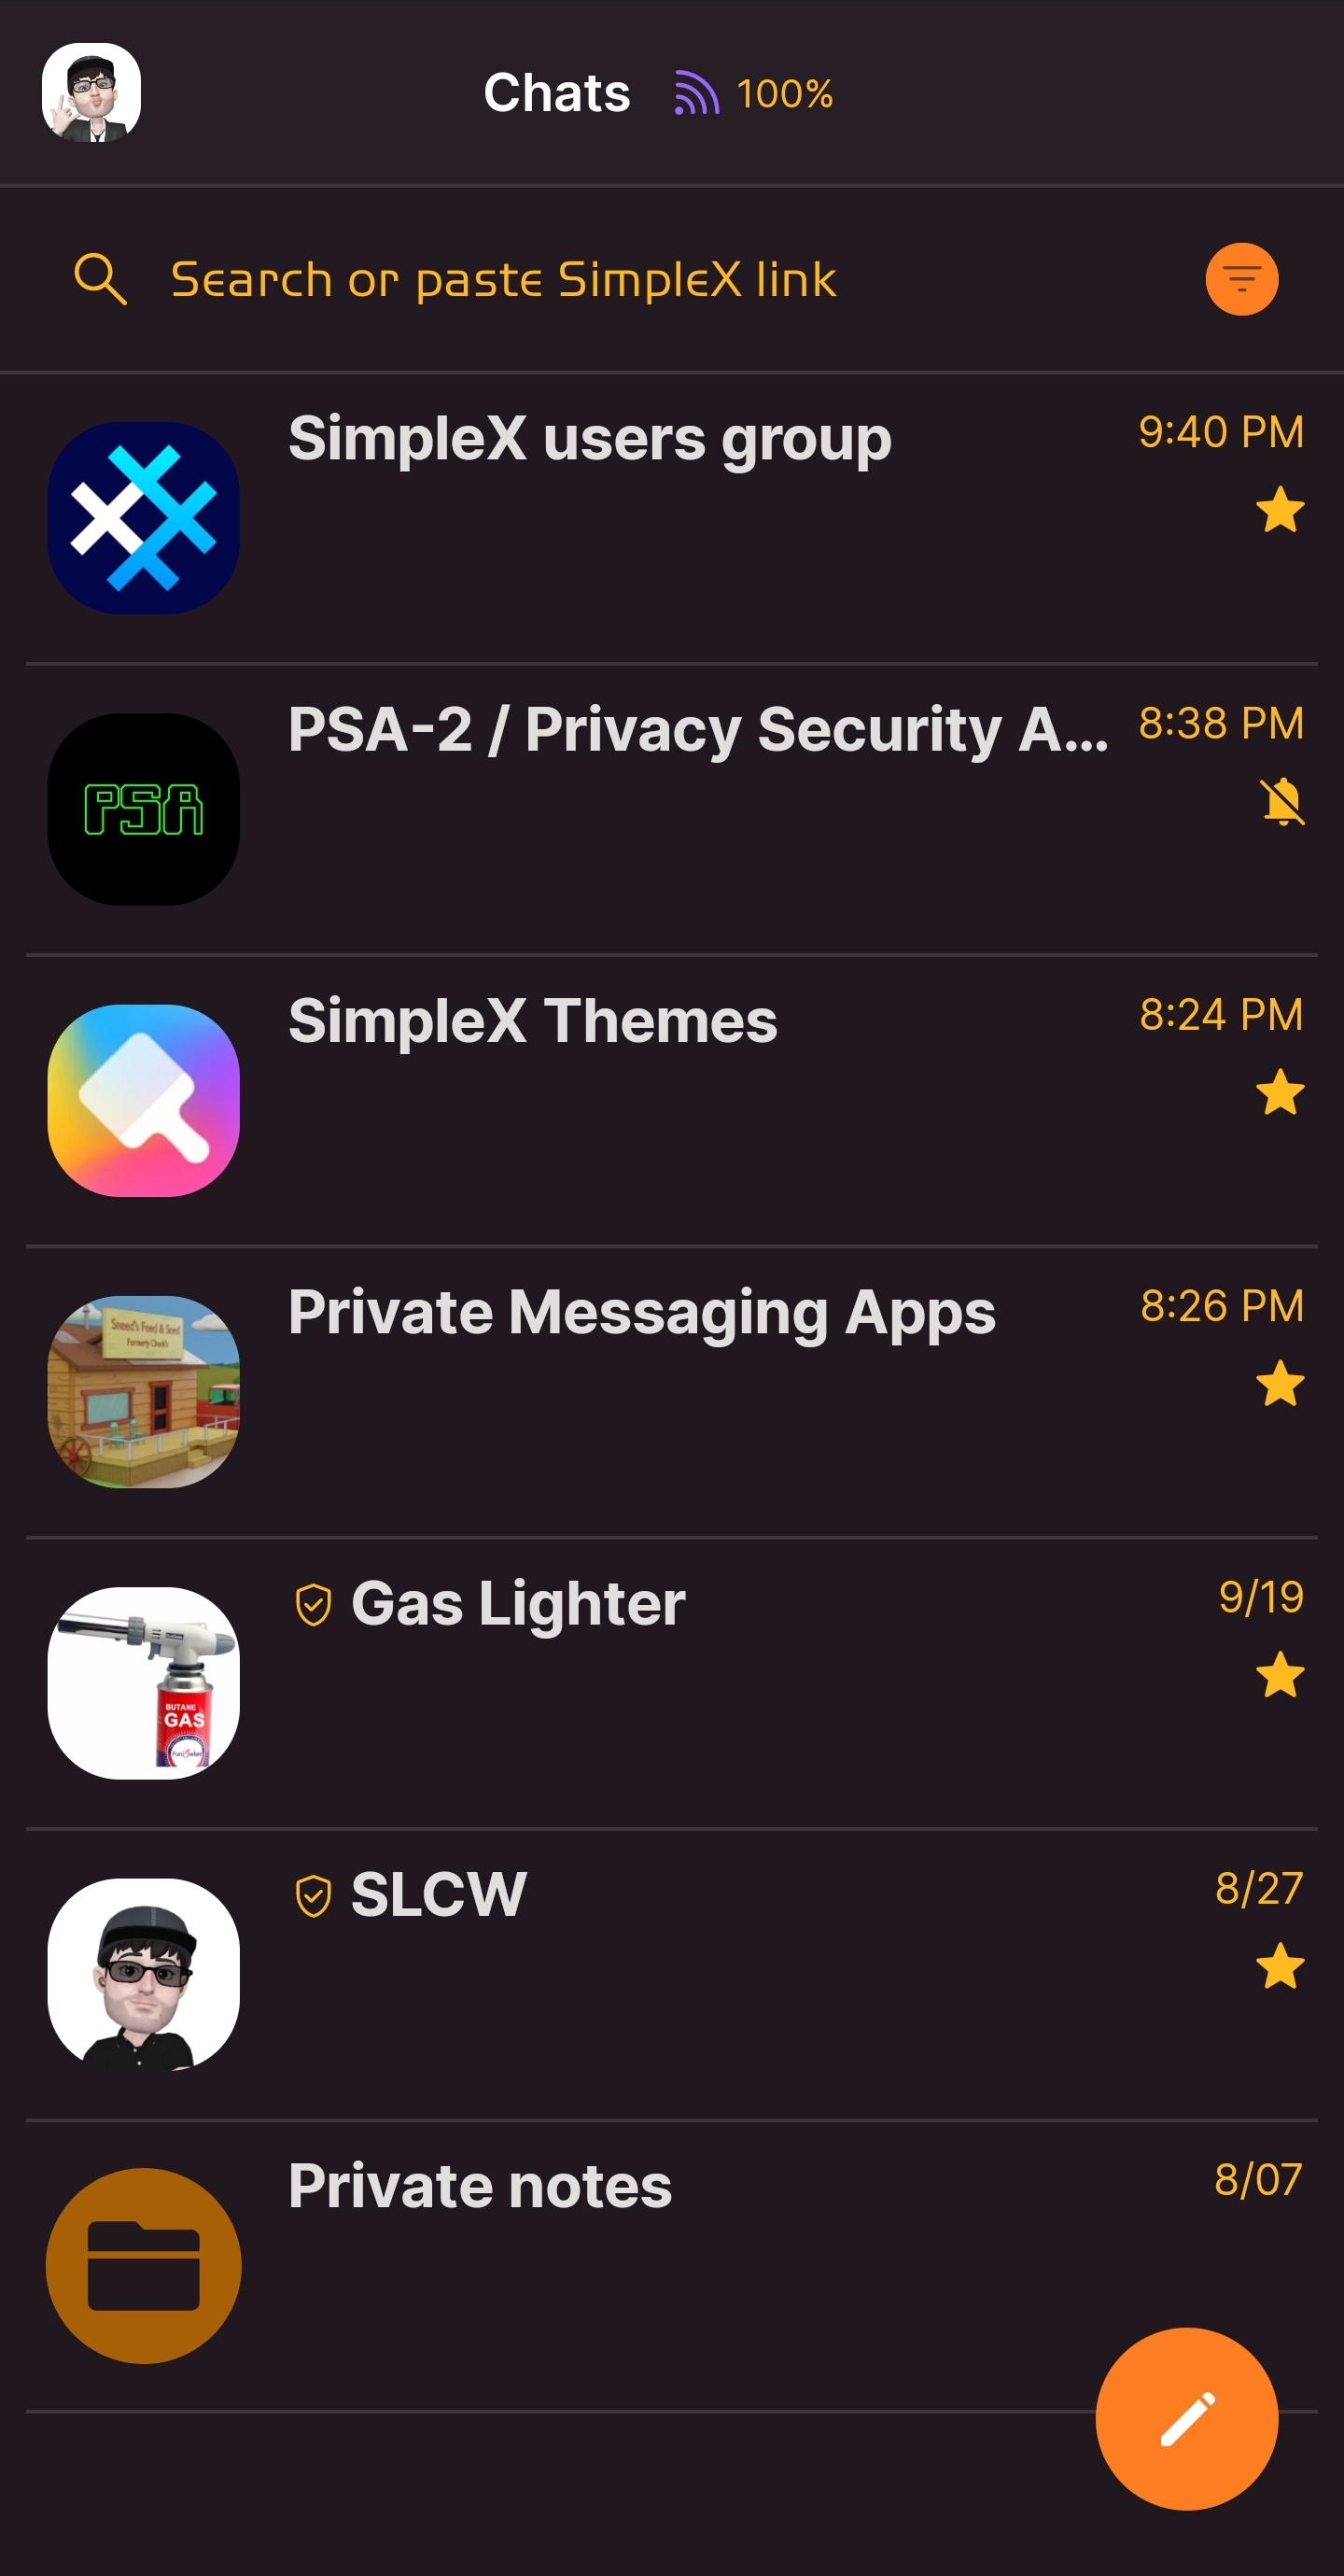 Chats 100%
Search or paste SimpleX link
SimpleX users group 9:40 PM
PSA-2 / Privacy Security A... 8:38 PM
PSA
SimpleX Themes 8:24 PM
Private Messaging Apps 8:26 PM
Sneed's Feed & Seed
Formerly Chuck's
Gas Lighter 9/19
BUTANE
GAS
SLCW 8/27
Private notes 8/07